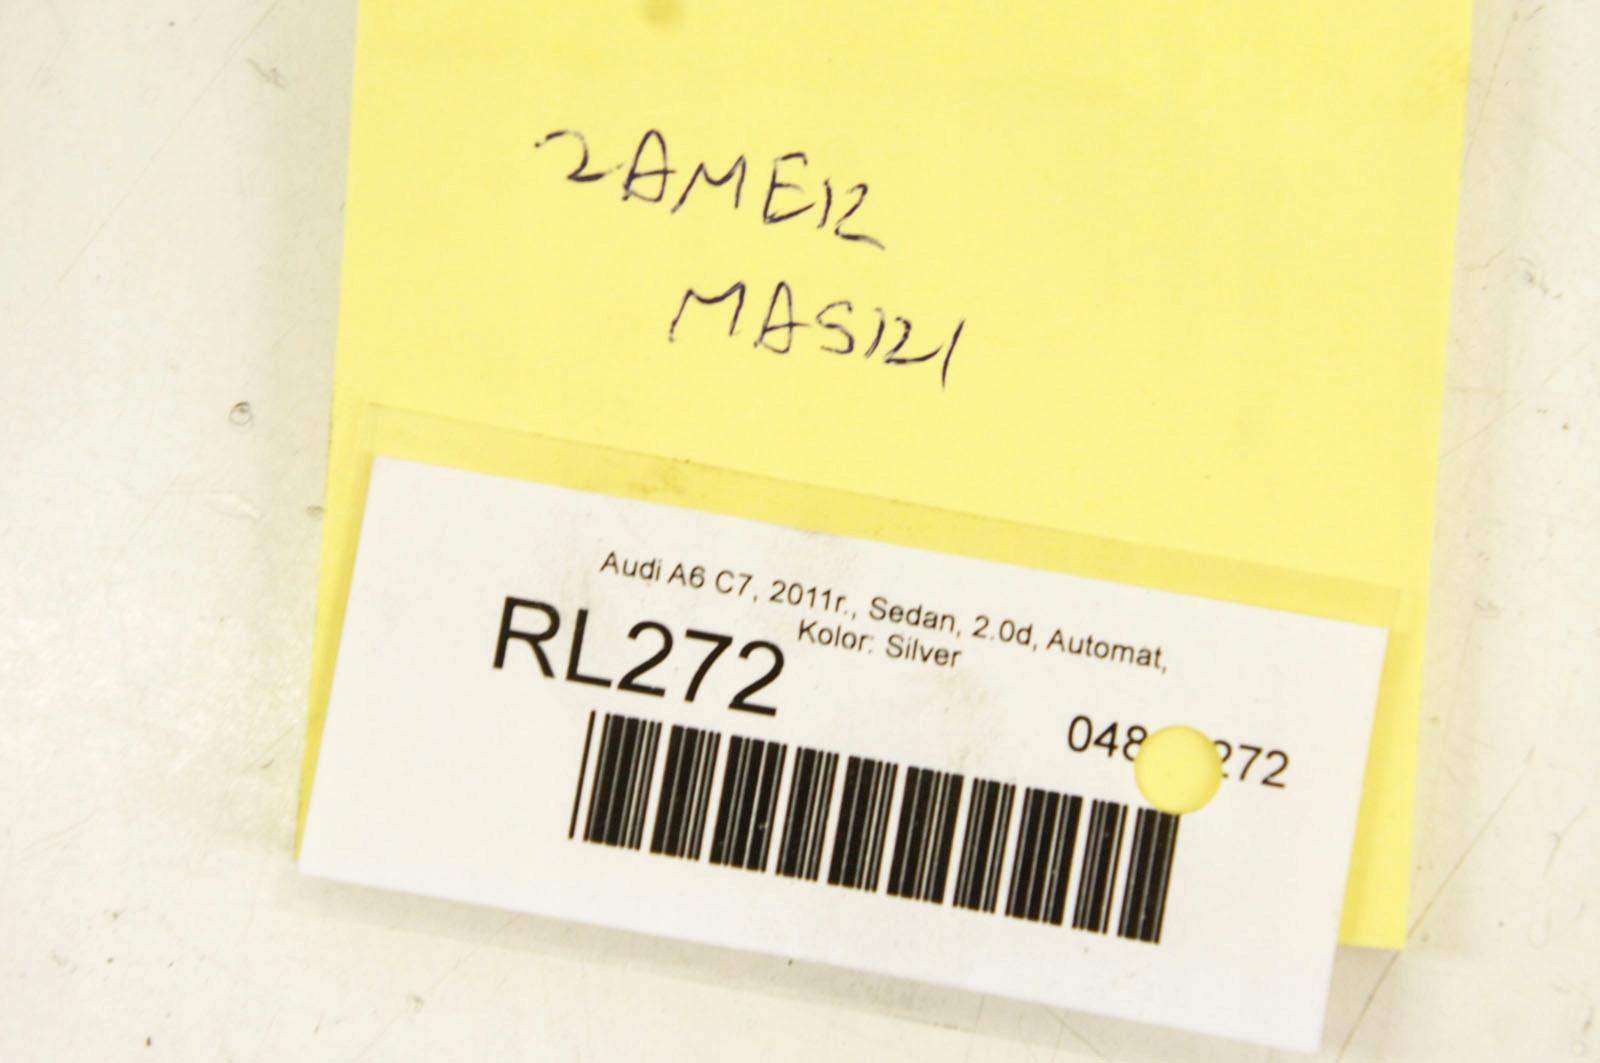 ZAMEK
MASKI
Audi A6 C7, 2011r., Sedan, 2.0d, Automat,
Kolor: Silver
RL272